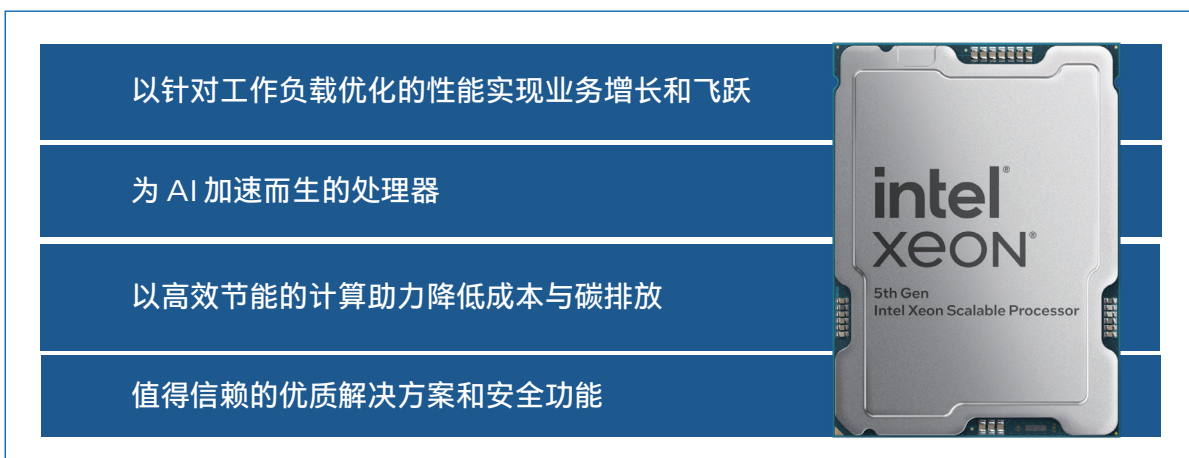 以针对工作负载优化的性能实现业务增长和飞跃
为 AI 加速而生的处理器
以高效节能的计算助力降低成本与碳排放
值得信赖的优质解决方案和安全功能
intel®
xeon®
5th Gen
Intel Xeon Scalable Processor